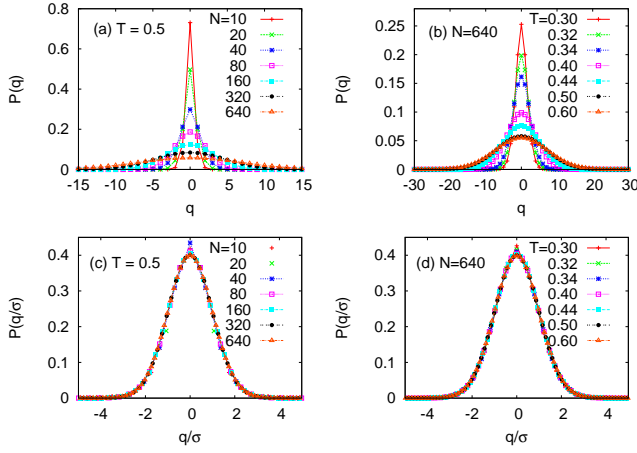 (a) T = 0.5
N=10
20
40
80
160
320
640
P(q)
0.8
0.6
0.4
0.2
0
-15 -10 -5 0 5 10 15
q
(b) N=640
T=0.30
0.32
0.34
0.40
0.44
0.50
0.60
P(q)
0.25
0.20
0.15
0.10
0.05
0
-30 -20 -10 0 10 20 30
q
(c) T = 0.5
N=10
20
40
80
160
320
640
P(q/σ)
0.4
0.3
0.2
0.1
0
-4 -2 0 2 4
q/σ
(d) N=640
T=0.30
0.32
0.34
0.40
0.44
0.50
0.60
P(q/σ)
0.4
0.3
0.2
0.1
0
-4 -2 0 2 4
q/σ